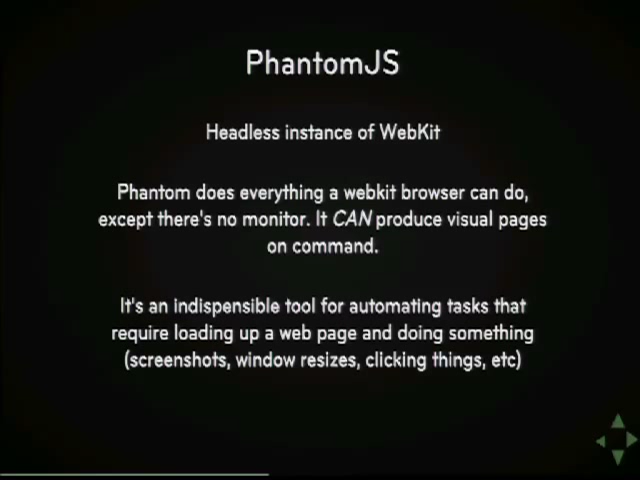 PhantomJS
Headless instance of WebKit
Phantom does everything a webkit browser can do,
except there's no monitor. It CAN produce visual pages
on command.
It's an indispensible tool for automating tasks that
require loading up a web page and doing something
(screenshots, window resizes, clicking things, etc)